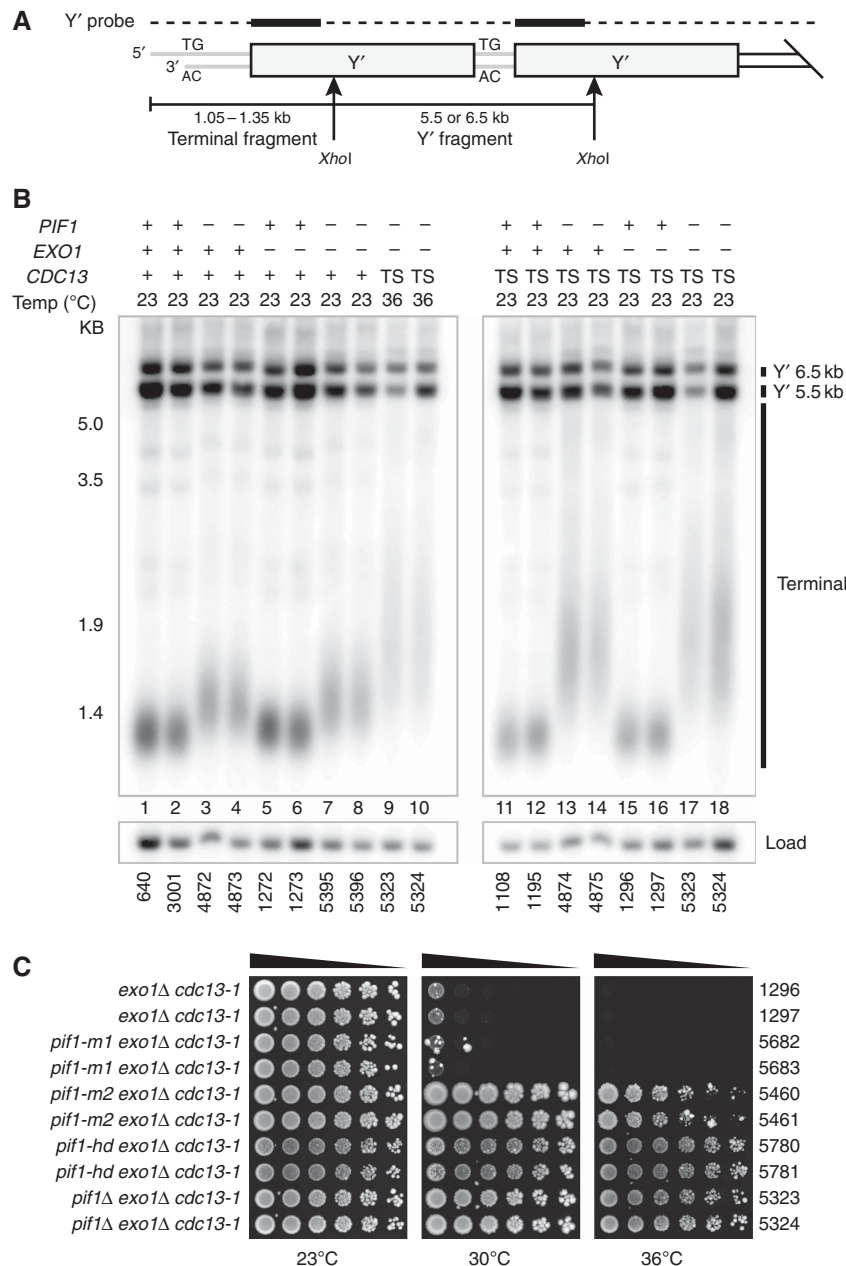 A
Y′ probe
5′ TG TG
3′ AC Y′ AC Y′
1.05–1.35 kb 5.5 or 6.5 kb
Terminal fragment Y′ fragment
XhoI XhoI
B
PIF1 + + – – + + – – – – + + – – + + – –
EXO1 + + + + – – – – – – + + + + – – – –
CDC13 + + + + + + + + TS TS TS TS TS TS TS TS TS TS
Temp (°C) 23 23 23 23 23 23 23 23 36 36 23 23 23 23 23 23 23 23
KB
Y′ 6.5 kb
Y′ 5.5 kb
5.0
3.5
Terminal
1.9
1.4
1 2 3 4 5 6 7 8 9 10 11 12 13 14 15 16 17 18
Load
640 3001 4872 4873 1272 1273 5395 5396 5323 5324 1108 1195 4874 4875 1296 1297 5323 5324
C
exo1Δ cdc13-1 1296
exo1Δ cdc13-1 1297
pif1-m1 exo1Δ cdc13-1 5682
pif1-m1 exo1Δ cdc13-1 5683
pif1-m2 exo1Δ cdc13-1 5460
pif1-m2 exo1Δ cdc13-1 5461
pif1-hd exo1Δ cdc13-1 5780
pif1-hd exo1Δ cdc13-1 5781
pif1Δ exo1Δ cdc13-1 5323
pif1Δ exo1Δ cdc13-1 5324
23°C 30°C 36°C